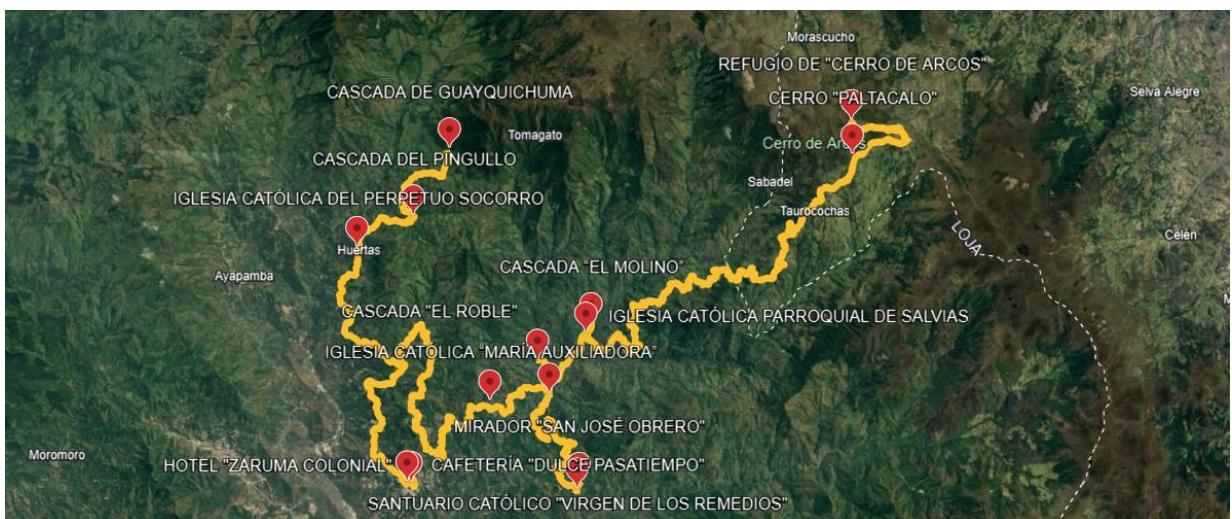 Morascucho
REFUGIO DE "CERRO DE ARCOS"
CASCADA DE GUAYQUICHUMA
CERRO "PALTACALO"
Selva Alegre
Tomagato
Cerro de Arcos
CASCADA DEL PINGULLO
Sabadel
IGLESIA CATÓLICA DEL PERPETUO SOCORRO
Taurocochas
Huertas
LOJA
Celén
Ayapamba
CASCADA "EL MOLINO"
CASCADA "EL ROBLE"
IGLESIA CATÓLICA PARROQUIAL DE SALVIAS
IGLESIA CATÓLICA "MARÍA AUXILIADORA"
MIRADOR "SAN JOSÉ OBRERO"
Moromoro
HOTEL "ZARUMA COLONIAL"
CAFETERÍA "DULCE PASATIEMPO"
SANTUARIO CATÓLICO "VIRGEN DE LOS REMEDIOS"